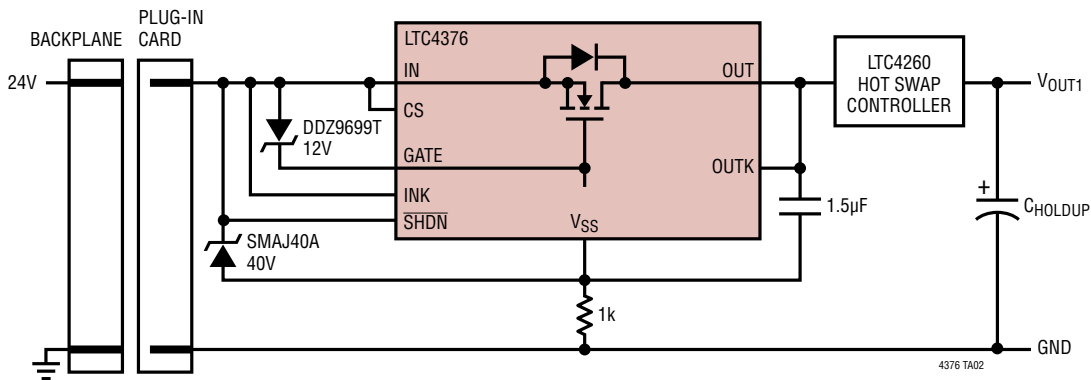 BACKPLANE
PLUG-IN
CARD
24V
LTC4376
IN
OUT
CS
DDZ9699T
12V
GATE
OUTK
INK
SHDN
SMAJ40A
40V
VSS
1.5µF
1k
LTC4260
HOT SWAP
CONTROLLER
VOUT1
+
CHOLDUP
GND
4376 TA02